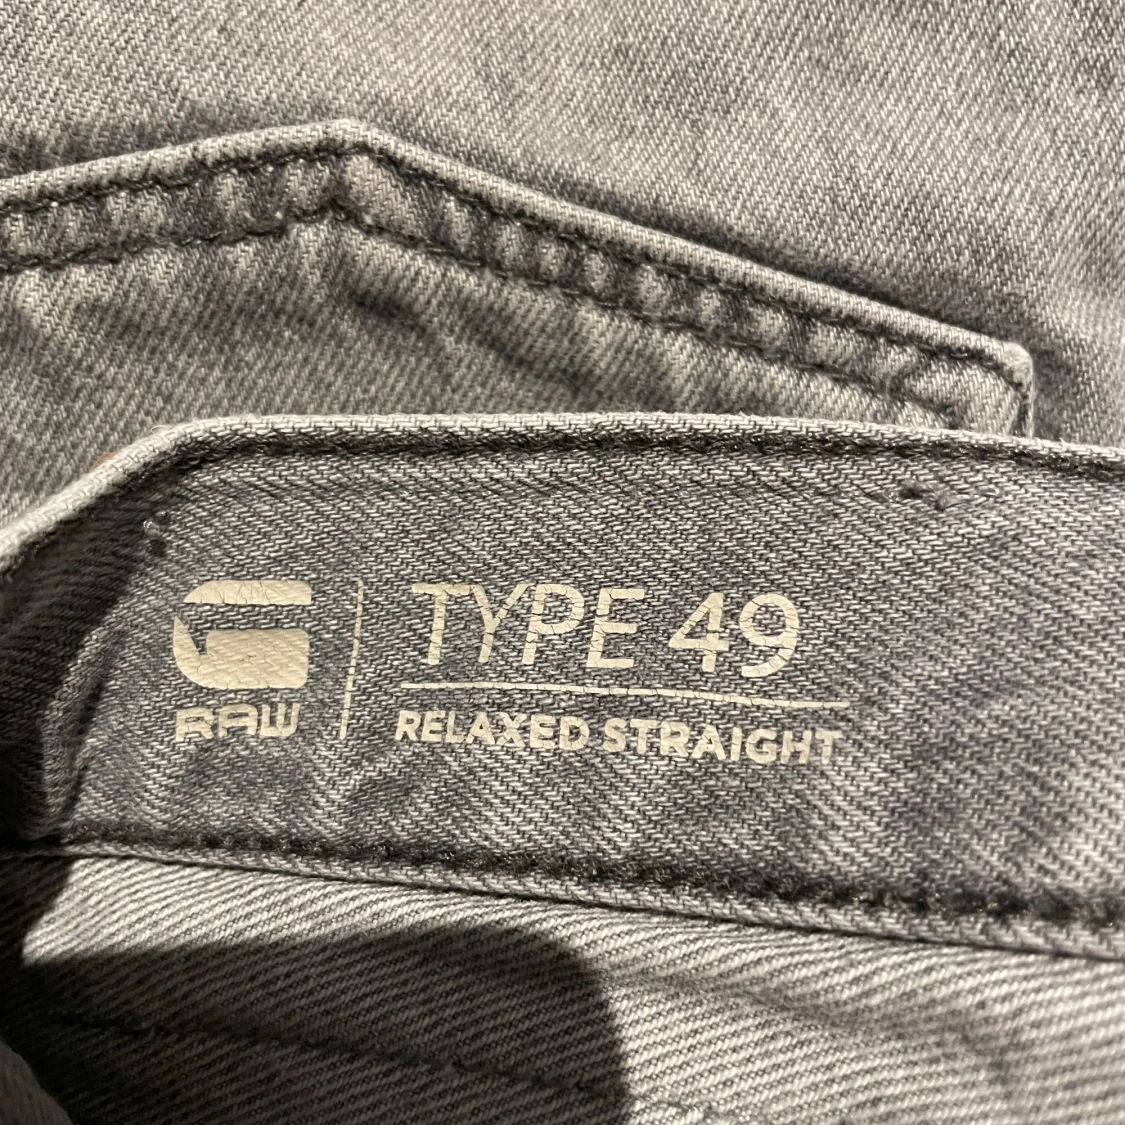 G
RAW
TYPE 49
RELAXED STRAIGHT